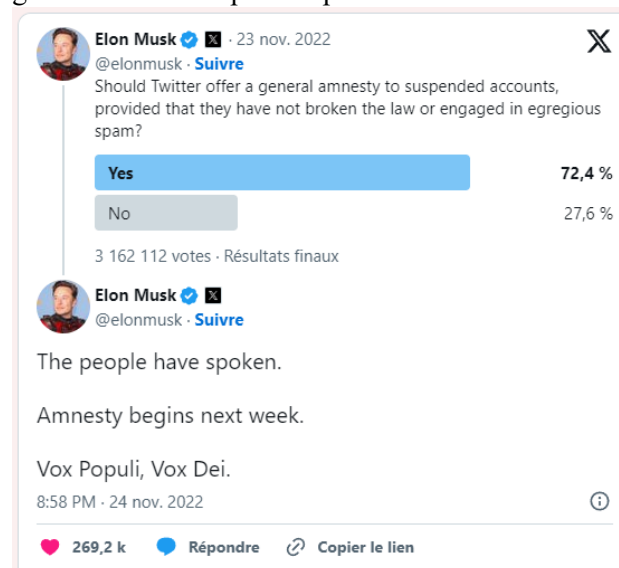 Elon Musk · 23 nov. 2022
@elonmusk · Suivre
Should Twitter offer a general amnesty to suspended accounts,
provided that they have not broken the law or engaged in egregious
spam?
Yes 72,4 %
No 27,6 %
3 162 112 votes · Résultats finaux
Elon Musk
@elonmusk · Suivre
The people have spoken.
Amnesty begins next week.
Vox Populi, Vox Dei.
8:58 PM · 24 nov. 2022
269,2 k Répondre Copier le lien